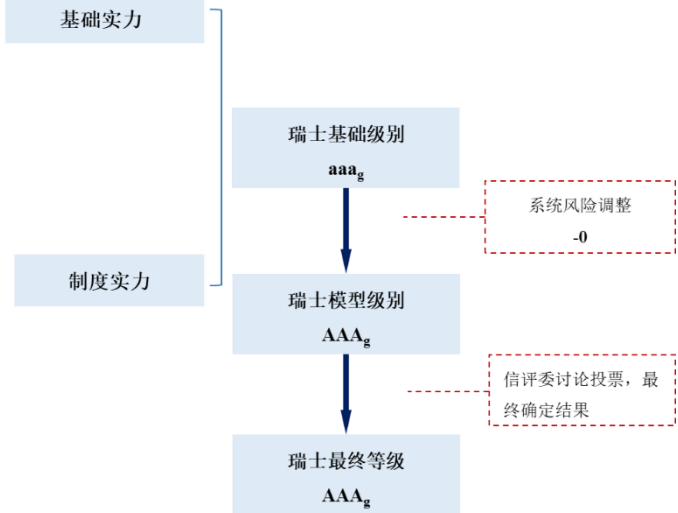 基础实力
瑞士基础级别
aaag
系统风险调整
-0
制度实力
瑞士模型级别
AAAg
信评委讨论投票，最
终确定结果
瑞士最终等级
AAAg